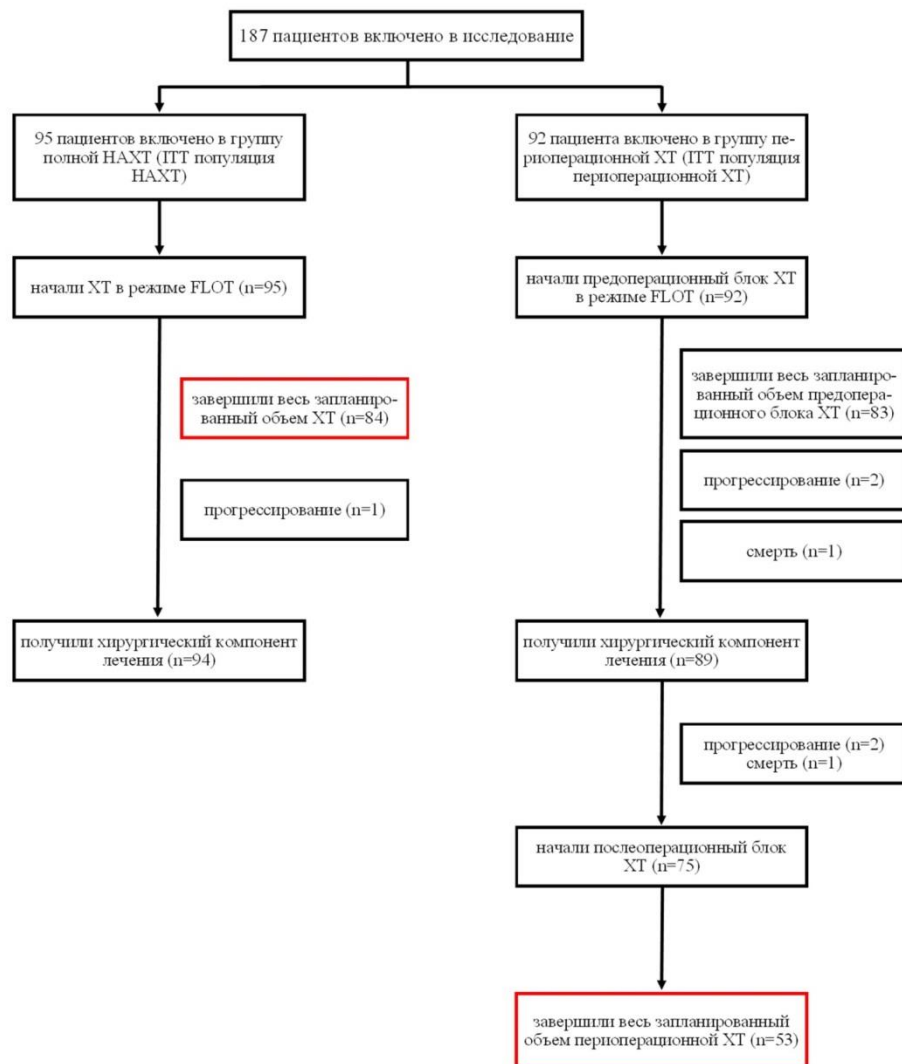 187 пациентов включено в исследование
95 пациентов включено в группу
полной НАХТ (ITT популяция
НАХТ)
92 пациента включено в группу пе-
риоперационной ХТ (ITT популяция
периоперационной ХТ)
начали ХТ в режиме FLOT (n=95)
начали предоперационный блок ХТ
в режиме FLOT (n=92)
завершили весь запланиро-
ванный объем ХТ (n=84)
завершили весь запланиро-
ванный объем предопера-
ционного блока ХТ (n=83)
прогрессирование (n=1)
прогрессирование (n=2)
смерть (n=1)
получили хирургический компонент
лечения (n=94)
получили хирургический компонент
лечения (n=89)
прогрессирование (n=2)
смерть (n=1)
начали послеоперационный блок
ХТ (n=75)
завершили весь запланированный
объем периоперационной ХТ (n=53)